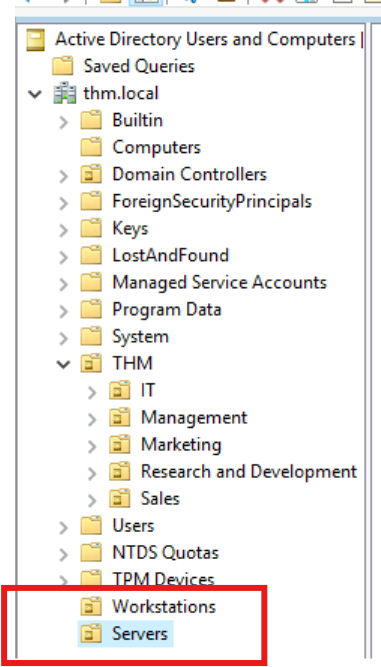 Active Directory Users and Computers
Saved Queries
thm.local
Builtin
Computers
Domain Controllers
ForeignSecurityPrincipals
Keys
LostAndFound
Managed Service Accounts
Program Data
System
THM
IT
Management
Marketing
Research and Development
Sales
Users
NTDS Quotas
TPM Devices
Workstations
Servers